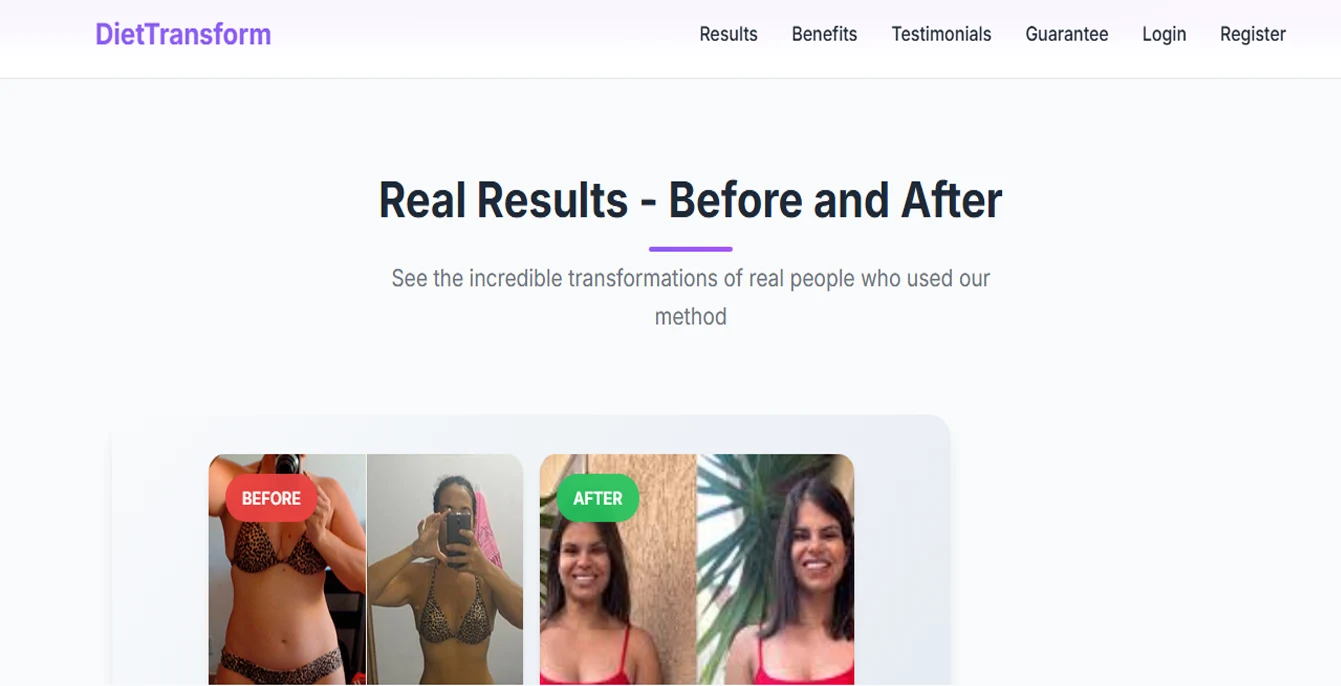 DietTransform
Results
Benefits
Testimonials
Guarantee
Login
Register
Real Results - Before and After
See the incredible transformations of real people who used our
method
BEFORE
AFTER